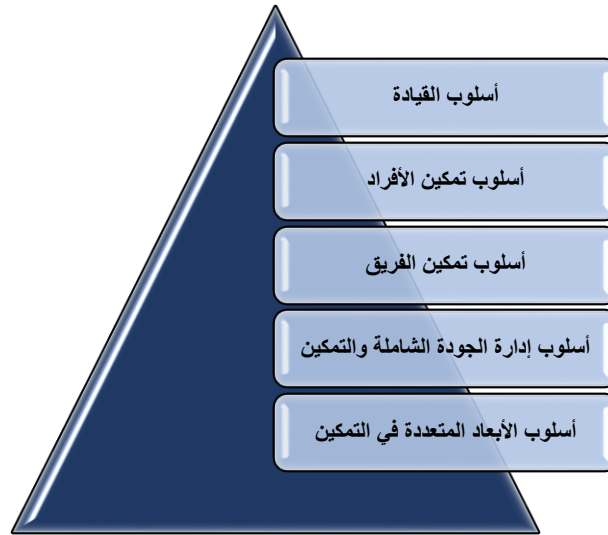 أسلوب القيادة
أسلوب تمكين الأفراد
أسلوب تمكين الفريق
أسلوب إدارة الجودة الشاملة والتمكين
أسلوب الأبعاد المتعددة في التمكين